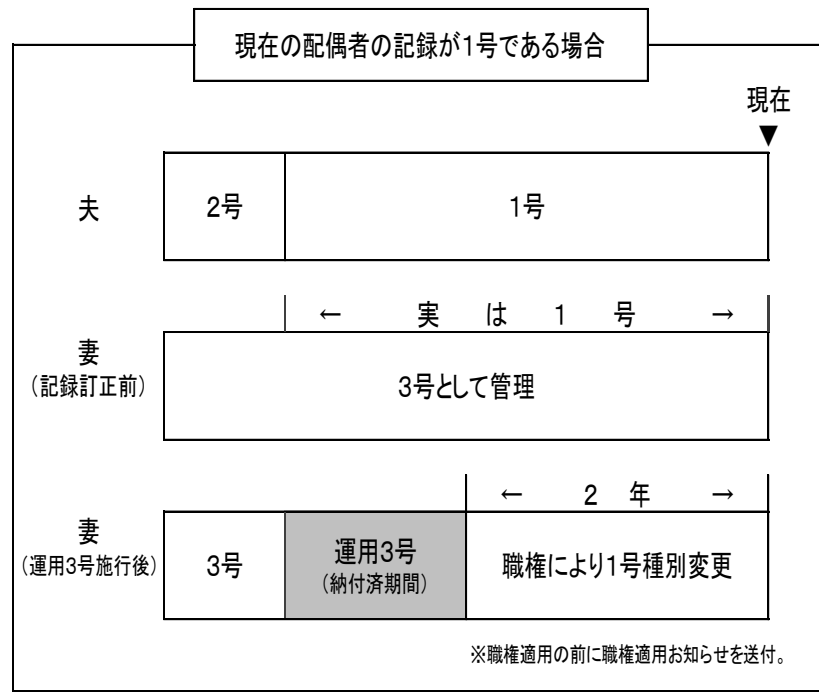 現在の配偶者の記録が1号である場合
現在
▼
夫
2号
1号
← 実は1号 →
妻
（記録訂正前）
3号として管理
← 2年 →
妻
（運用3号施行後）
3号
運用3号
（納付済期間）
職権により1号種別変更
※職権適用の前に職権適用お知らせを送付。